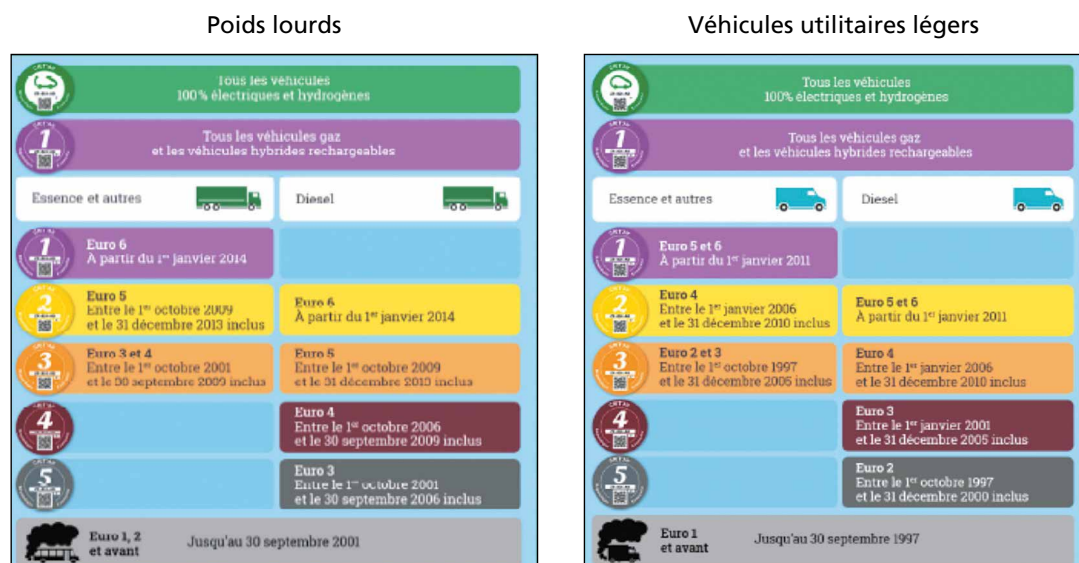 Poids lourds
Tous les véhicules
100% électriques et hydrogènes
1
Tous les véhicules gaz
et les véhicules hybrides rechargeables
Essence et autres
Diesel
1
Euro 6
À partir du 1er janvier 2014
2
Euro 5
Entre le 1er octobre 2009
et le 31 décembre 2013 inclus
Euro 6
À partir du 1er janvier 2014
3
Euro 3 et 4
Entre le 1er octobre 2001
et le 30 septembre 2009 inclus
Euro 5
Entre le 1er octobre 2009
et le 31 décembre 2013 inclus
4
Euro 4
Entre le 1er octobre 2006
et le 30 septembre 2009 inclus
5
Euro 3
Entre le 1er octobre 2001
et le 30 septembre 2006 inclus
Euro 1, 2
et avant
Jusqu'au 30 septembre 2001
Véhicules utilitaires légers
Tous les véhicules
100% électriques et hydrogènes
1
Tous les véhicules gaz
et les véhicules hybrides rechargeables
Essence et autres
Diesel
1
Euro 5 et 6
À partir du 1er janvier 2011
2
Euro 4
Entre le 1er janvier 2006
et le 31 décembre 2010 inclus
Euro 5 et 6
À partir du 1er janvier 2011
3
Euro 2 et 3
Entre le 1er octobre 1997
et le 31 décembre 2005 inclus
Euro 4
Entre le 1er janvier 2006
et le 31 décembre 2010 inclus
4
Euro 3
Entre le 1er janvier 2001
et le 31 décembre 2005 inclus
5
Euro 2
Entre le 1er octobre 1997
et le 31 décembre 2000 inclus
Euro 1
et avant
Jusqu'au 30 septembre 1997